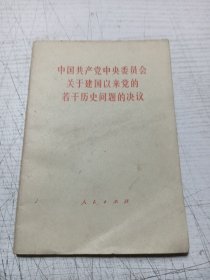 中国共产党中央委员会
关于建国以来党的
若干历史问题的决议
人民出版社